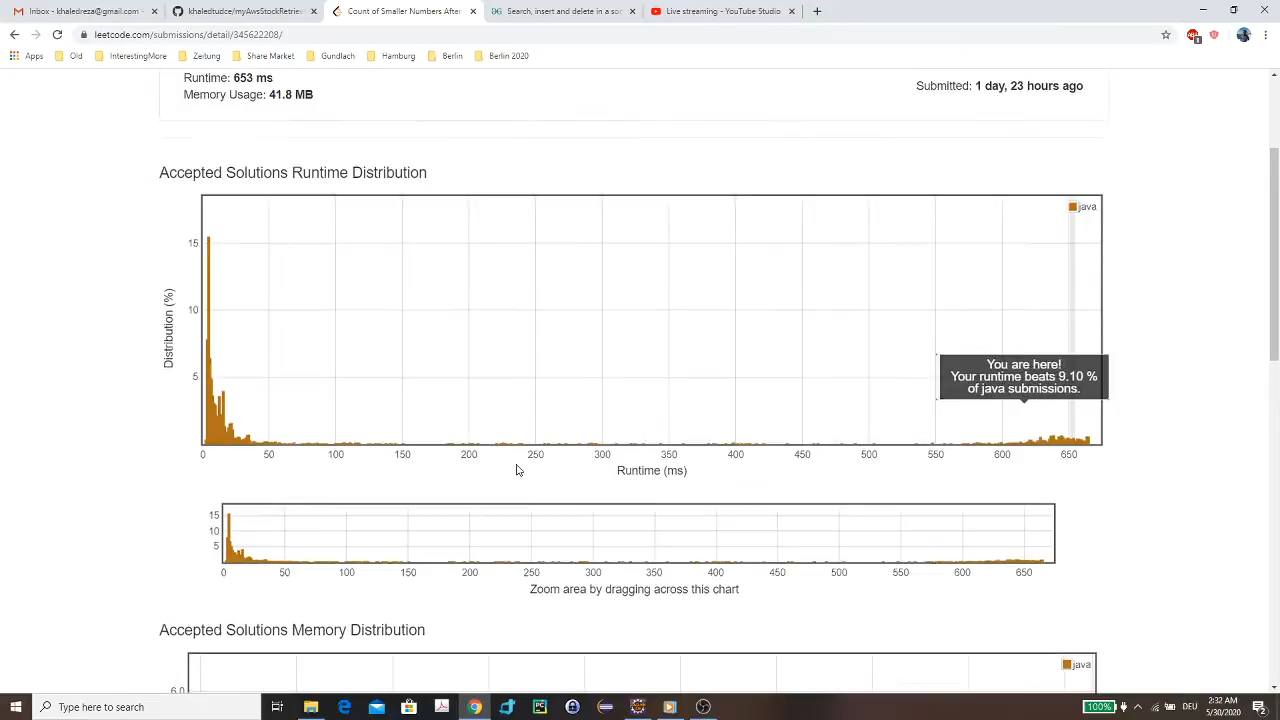 Inbox - khaledreza@gmail.com
khaledtudte/myAwsStockRetriev
Count of Smaller Numbers After
Search, insert and delete in a sor
Live streaming - YouTube Studio
leetcode.com/submissions/detail/345622208/
Apps
Old
InterestingMore
Zeitung
Share Market
Gundlach
Hamburg
Berlin
Berlin 2020
Runtime: 653 ms
Memory Usage: 41.8 MB
Submitted: 1 day, 23 hours ago
Accepted Solutions Runtime Distribution
java
15
10
5
Distribution (%)
You are here!
Your runtime beats 9.10 %
of java submissions.
0 50 100 150 200 250 300 350 400 450 500 550 600 650
Runtime (ms)
15
10
5
0 50 100 150 200 250 300 350 400 450 500 550 600 650
Zoom area by dragging across this chart
Accepted Solutions Memory Distribution
java
6.0
Type here to search
100%
DEU
2:32 AM
5/30/2020